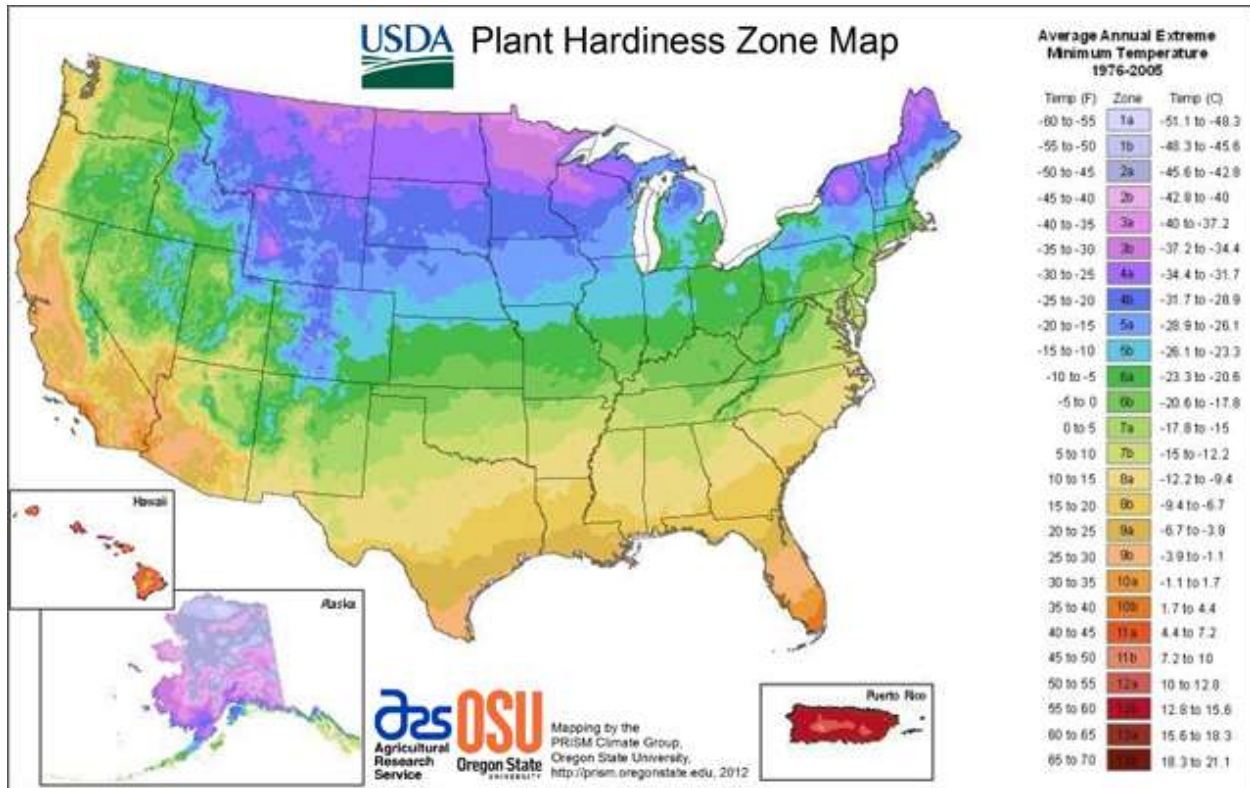 USDA Plant Hardiness Zone Map
Average Annual Extreme
Minimum Temperature
1976-2005
Temp (F) Zone Temp (C)
-60 to -55 1a -51.1 to -48.3
-55 to -50 1b -48.3 to -45.6
-50 to -45 2a -45.6 to -42.8
-45 to -40 2b -42.8 to -40
-40 to -35 3a -40 to -37.2
-35 to -30 3b -37.2 to -34.4
-30 to -25 4a -34.4 to -31.7
-25 to -20 4b -31.7 to -28.9
-20 to -15 5a -28.9 to -26.1
-15 to -10 5b -26.1 to -23.3
-10 to -5 6a -23.3 to -20.6
-5 to 0 6b -20.6 to -17.8
0 to 5 7a -17.8 to -15
5 to 10 7b -15 to -12.2
10 to 15 8a -12.2 to -9.4
15 to 20 8b -9.4 to -6.7
20 to 25 9a -6.7 to -3.9
25 to 30 9b -3.9 to -1.1
30 to 35 10a -1.1 to 1.7
35 to 40 10b 1.7 to 4.4
40 to 45 11a 4.4 to 7.2
45 to 50 11b 7.2 to 10
50 to 55 12a 10 to 12.8
55 to 60 12.8 to 15.6
60 to 65 13a 15.6 to 18.3
65 to 70 18.3 to 21.1
Hawaii
Alaska
Puerto Rico
ars
Agricultural
Research
Service
OSU
Oregon State
UNIVERSITY
Mapping by the
PRISM Climate Group,
Oregon State University,
http://prism.oregonstate.edu, 2012